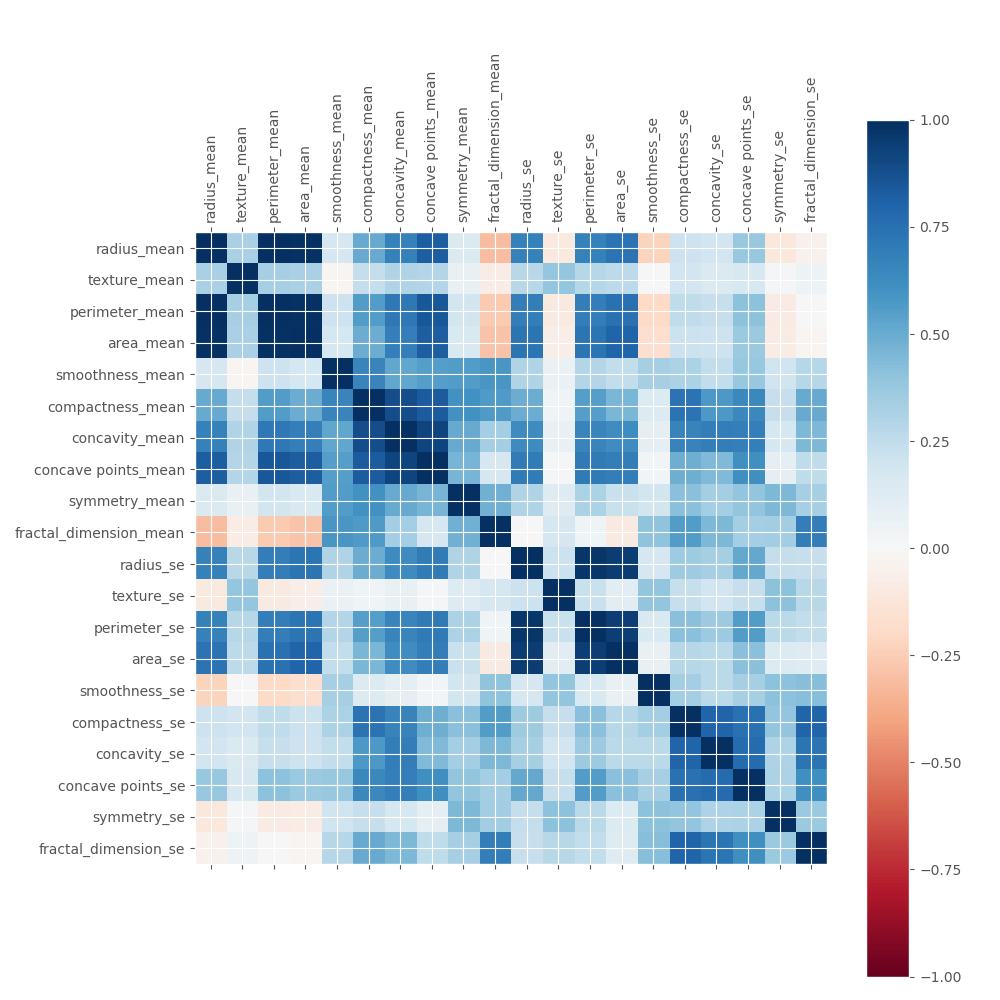 radius_mean
texture_mean
perimeter_mean
area_mean
smoothness_mean
compactness_mean
concavity_mean
concave points_mean
symmetry_mean
fractal_dimension_mean
radius_se
texture_se
perimeter_se
area_se
smoothness_se
compactness_se
concavity_se
concave points_se
symmetry_se
fractal_dimension_se
radius_mean
texture_mean
perimeter_mean
area_mean
smoothness_mean
compactness_mean
concavity_mean
concave points_mean
symmetry_mean
fractal_dimension_mean
radius_se
texture_se
perimeter_se
area_se
smoothness_se
compactness_se
concavity_se
concave points_se
symmetry_se
fractal_dimension_se
1.00
0.75
0.50
0.25
0.00
−0.25
−0.50
−0.75
−1.00